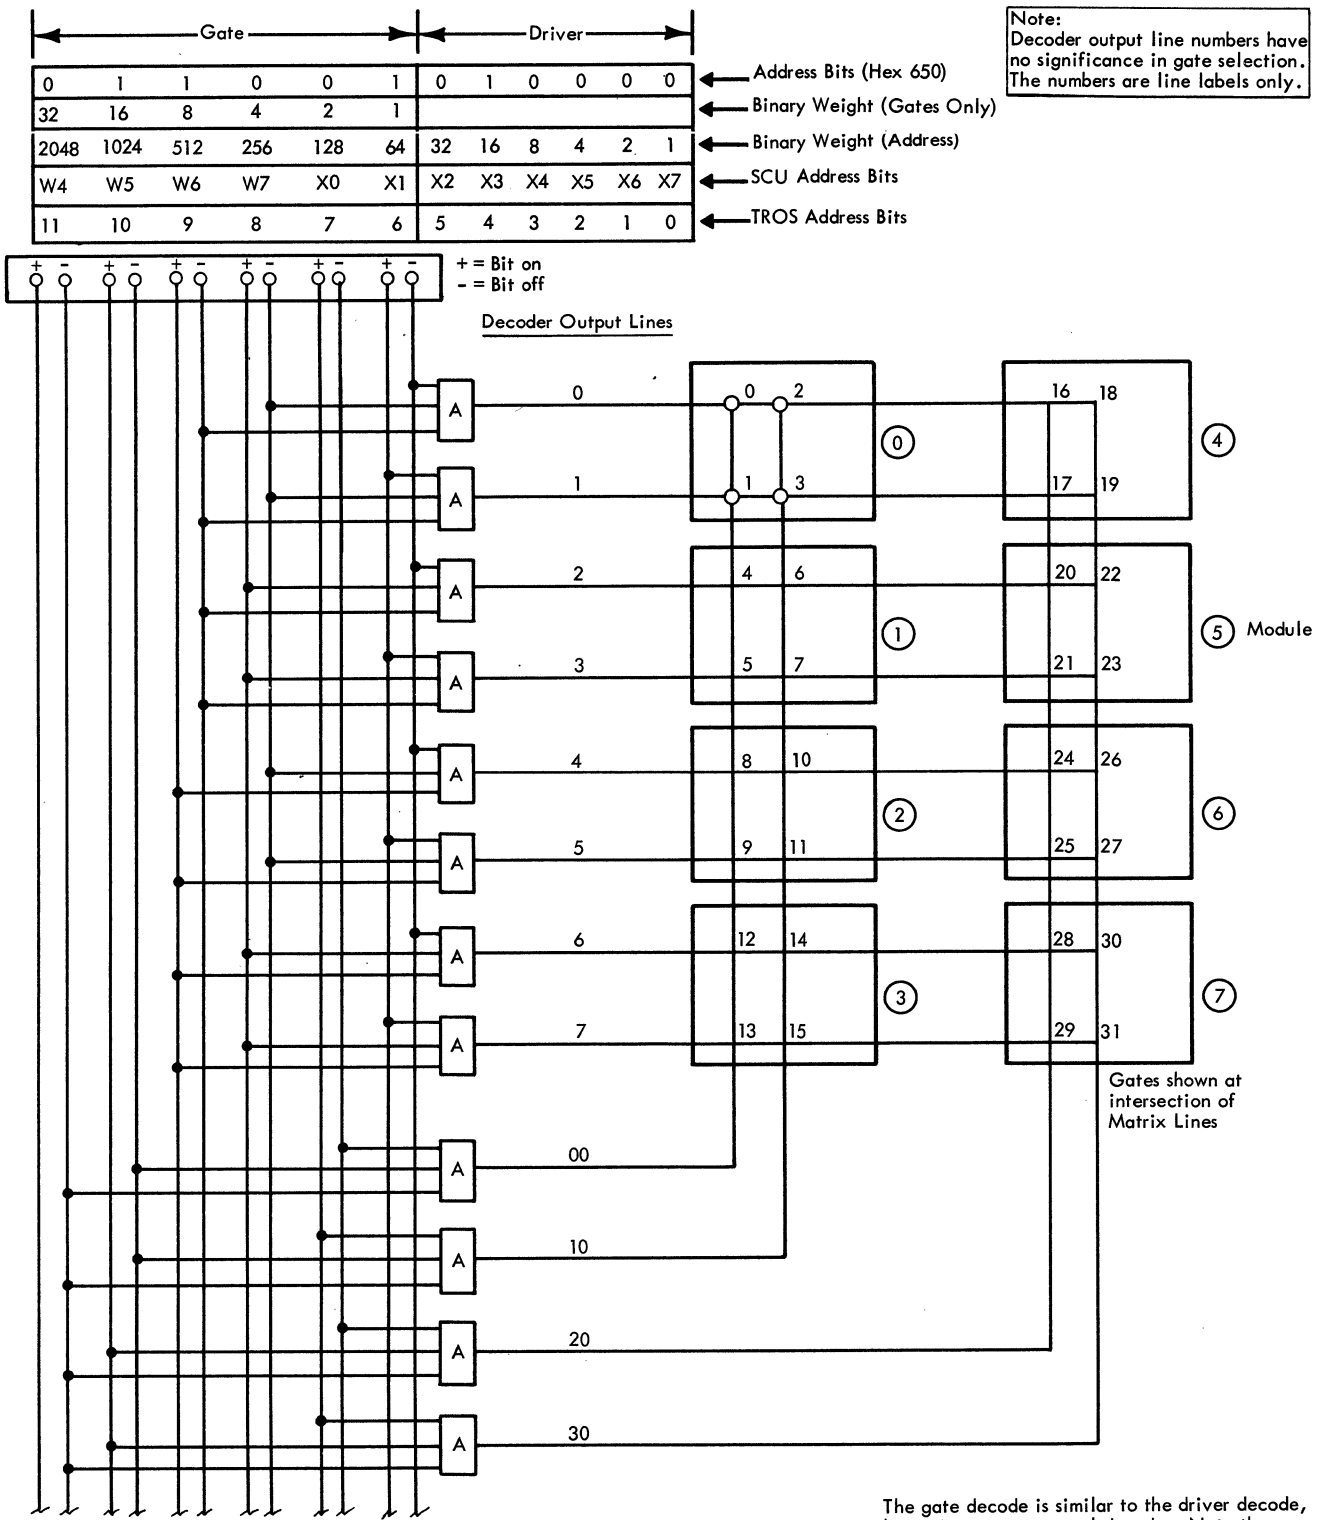 Gate
Driver
Note:
Decoder output line numbers have
no significance in gate selection.
The numbers are line labels only.
0 1 1 0 0 1 0 1 0 0 0 0 Address Bits (Hex 650)
32 16 8 4 2 1 Binary Weight (Gates Only)
2048 1024 512 256 128 64 32 16 8 4 2 1 Binary Weight (Address)
W4 W5 W6 W7 X0 X1 X2 X3 X4 X5 X6 X7 SCU Address Bits
11 10 9 8 7 6 5 4 3 2 1 0 TROS Address Bits
+ - + - + - + - + - + -
+ = Bit on
- = Bit off
Decoder Output Lines
A 0 0 2 16 18
0 4
A 1 1 3 17 19
A 2 4 6 20 22
1 5 Module
A 3 5 7 21 23
A 4 8 10 24 26
2 6
A 5 9 11 25 27
A 6 12 14 28 30
3 7
A 7 13 15 29 31
Gates shown at
intersection of
Matrix Lines
A 00
A 10
A 20
A 30
The gate decode is similar to the driver decode,